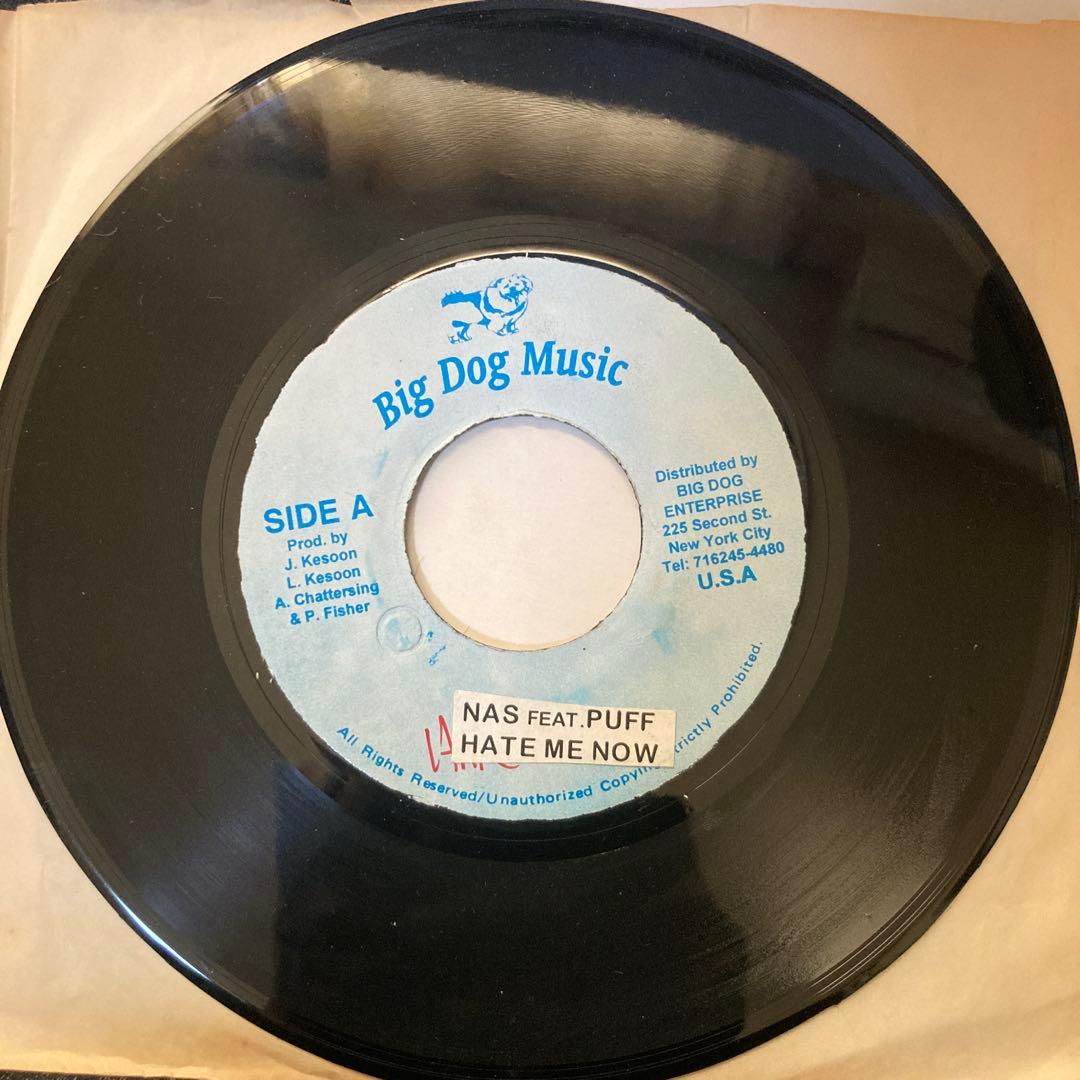 Big Dog Music
SIDE A
Prod. by
J. Kesoon
L. Kesoon
A. Chattersing
& P. Fisher
Distributed by
BIG DOG
ENTERPRISE
225 Second St.
New York City
Tel: 716245-4480
U.S.A
NAS FEAT.PUFF
HATE ME NOW
All Rights Reserved/Unauthorized Prohibited.